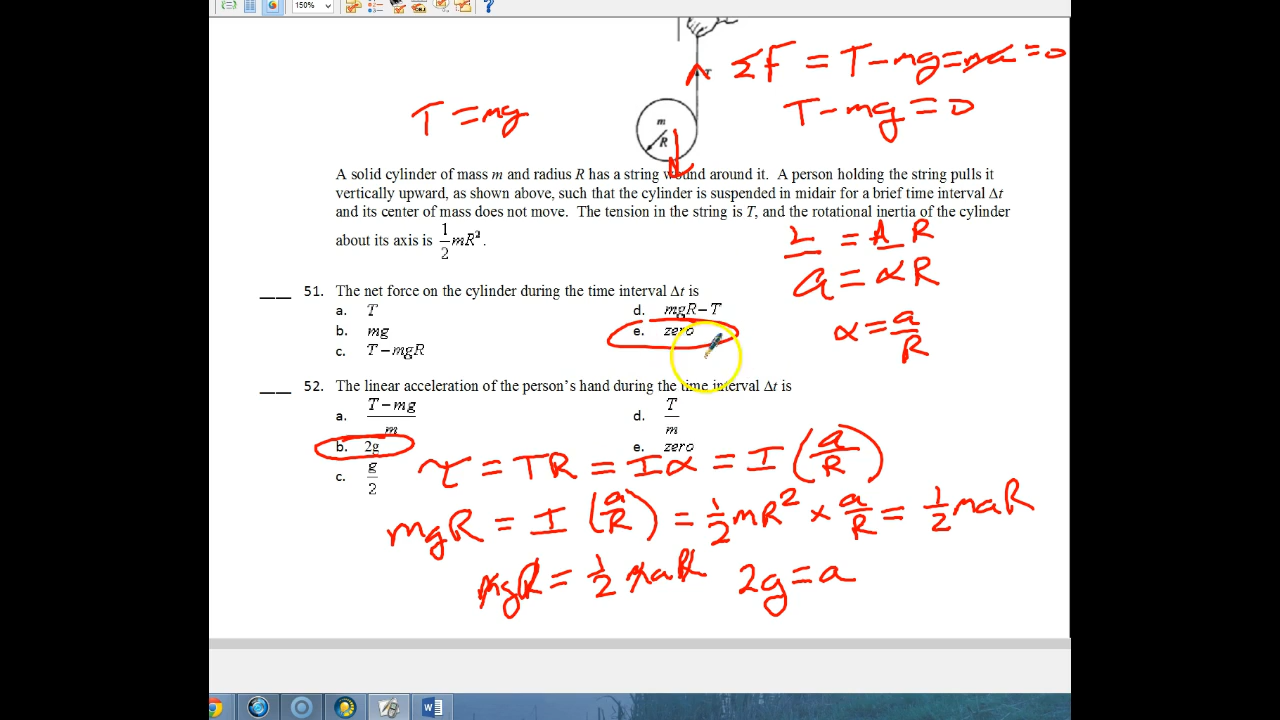 150%
ΣF = T - mg = ma = 0
T
T = mg
T - mg = 0
m
R
A solid cylinder of mass m and radius R has a string wound around it. A person holding the string pulls it
vertically upward, as shown above, such that the cylinder is suspended in midair for a brief time interval Δt
and its center of mass does not move. The tension in the string is T, and the rotational inertia of the cylinder
about its axis is 1/2 mR².
a = αR
α = a/R
___ 51. The net force on the cylinder during the time interval Δt is
a. T
d. mgR – T
b. mg
e. zero
c. T – mgR
___ 52. The linear acceleration of the person's hand during the time interval Δt is
a. (T – mg)/m
d. T/m
b. 2g
e. zero
c. g/2
τ = TR = Iα = I(a/R)
mgR = I(a/R) = 1/2 mR² × a/R = 1/2 maR
mgR = 1/2 maR 2g = a